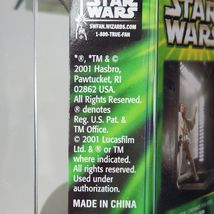 STAR
WARS
SWFAN.WIZARDS.COM
1-800-TRUE-FAN
*®, *TM & ©
2001 Hasbro,
Pawtucket, RI
02862 USA.
All Rights Reserved.
® denotes
Reg. U.S. Pat. &
TM Office.
© 2001 Lucasfilm
Ltd. & ® or TM
where indicated.
All rights reserved.
Used under
authorization.
MADE IN CHINA
STAR
WARS